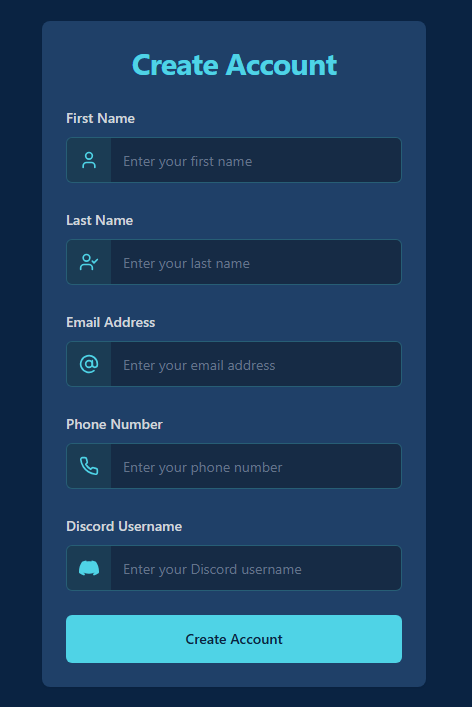 Create Account
First Name
Enter your first name
Last Name
Enter your last name
Email Address
Enter your email address
Phone Number
Enter your phone number
Discord Username
Enter your Discord username
Create Account